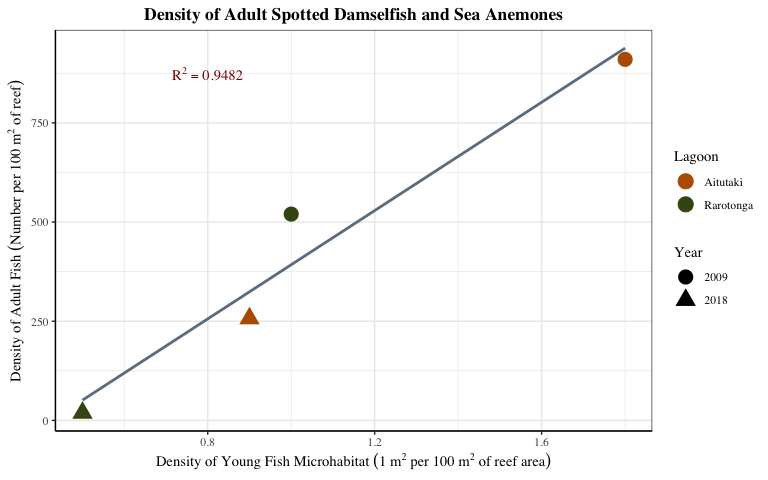 Density of Adult Spotted Damselfish and Sea Anemones
R² = 0.9482
Density of Adult Fish (Number per 100 m² of reef)
750
500
250
0
0.8
1.2
1.6
Density of Young Fish Microhabitat (1 m² per 100 m² of reef area)
Lagoon
Aitutaki
Rarotonga
Year
2009
2018